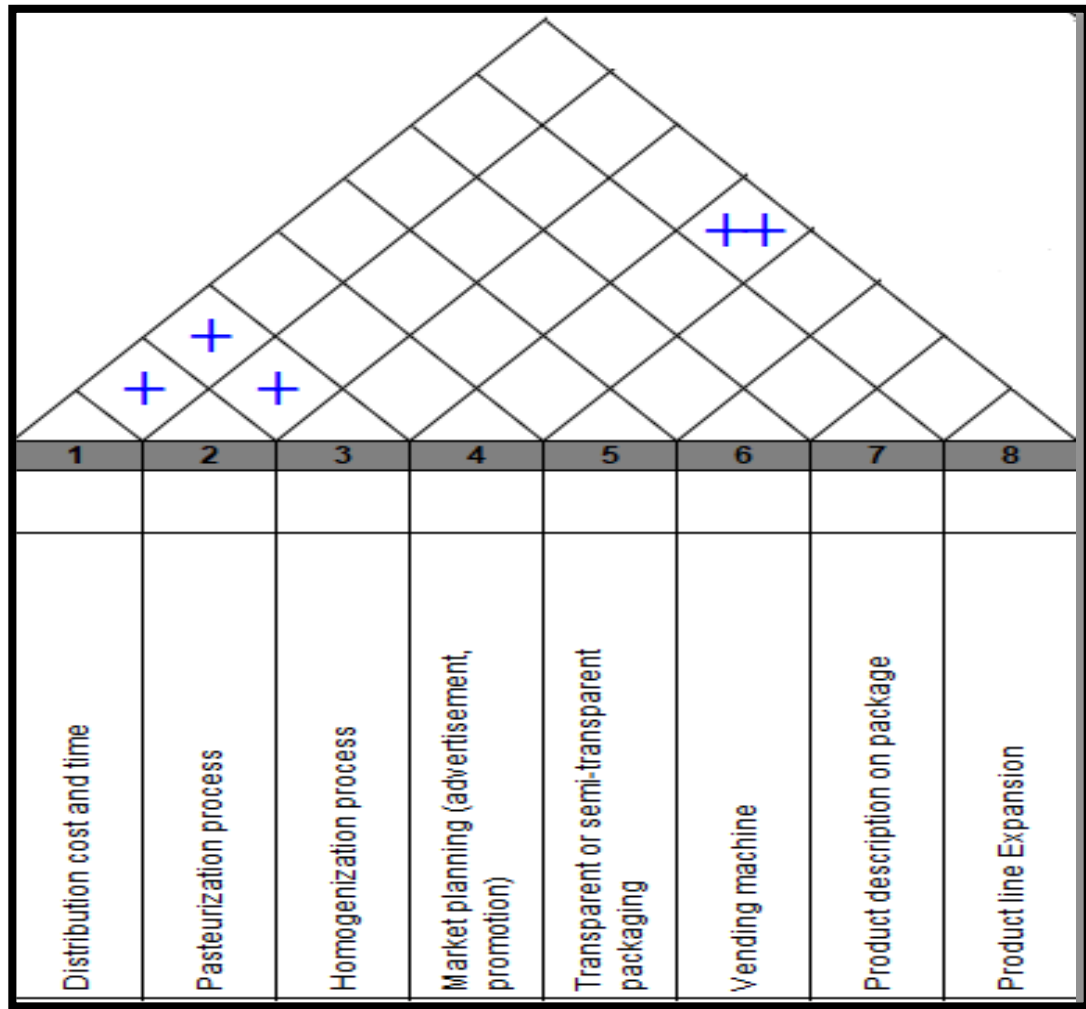 ++
+
+ +
1 2 3 4 5 6 7 8
Distribution cost and time
Pasteurization process
Homogenization process
Market planning (advertisement,
promotion)
Transparent or semi-transparent
packaging
Vending machine
Product description on package
Product line Expansion